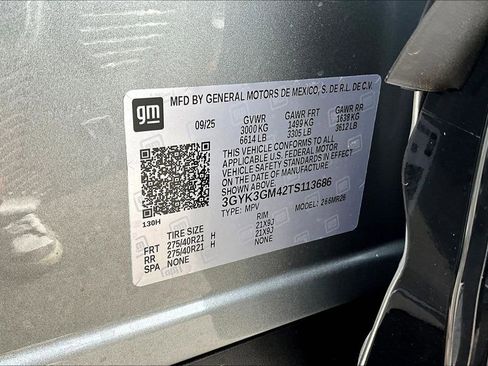 gm
MFD BY GENERAL MOTORS DE MEXICO, S. DE R.L. DE C.V.
09/25 GVWR GAWR FRT GAWR RR
3000 KG 1499 KG 1638 KG
6614 LB 3305 LB 3612 LB
THIS VEHICLE CONFORMS TO ALL
APPLICABLE U.S. FEDERAL MOTOR
VEHICLE SAFETY STANDARDS IN EFFECT
ON THE DATE OF MANUFACTURE
SHOWN ABOVE.
3GYK3GM42TS113686
TYPE: MPV MODEL: 26SMR26
130H
TIRE SIZE RIM
FRT 275/40R21 H 21X9J
RR 275/40R21 H 21X9J
SPA NONE NONE